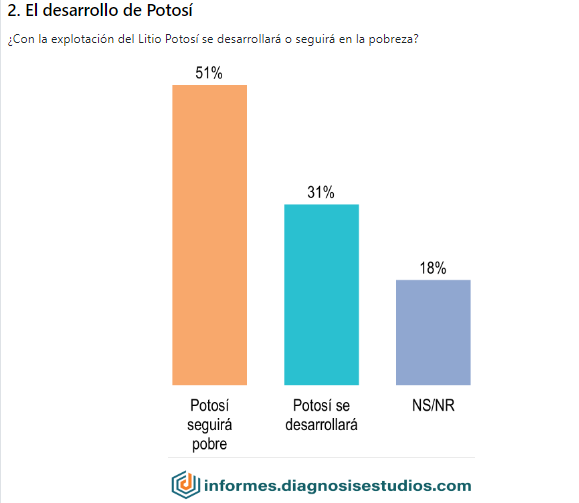 2. El desarrollo de Potosí
¿Con la explotación del Litio Potosí se desarrollará o seguirá en la pobreza?
51%
31%
18%
Potosí
seguirá
pobre
Potosí se
desarrollará
NS/NR
informes.diagnosisestudios.com